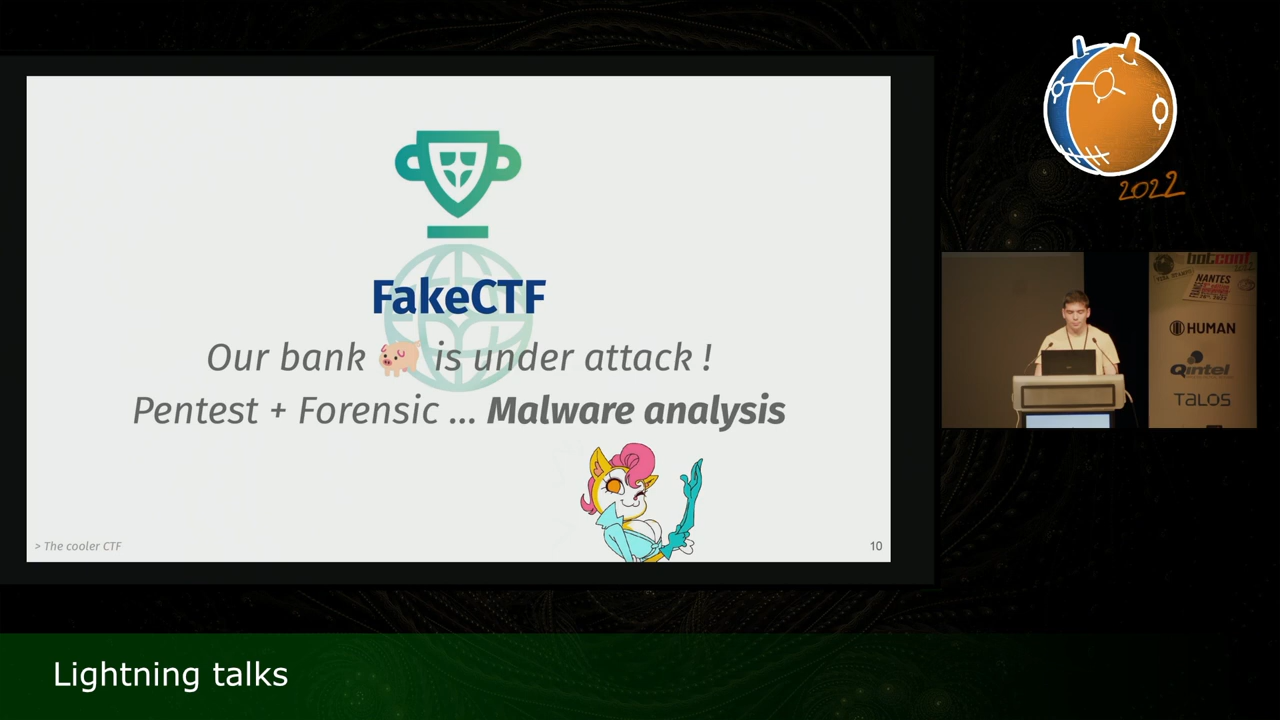 FakeCTF
Our bank 🐷 is under attack !
Pentest + Forensic ... Malware analysis
> The cooler CTF
10
2022
botconf
NANTES
HUMAN
Qintel
TALOS
Lightning talks